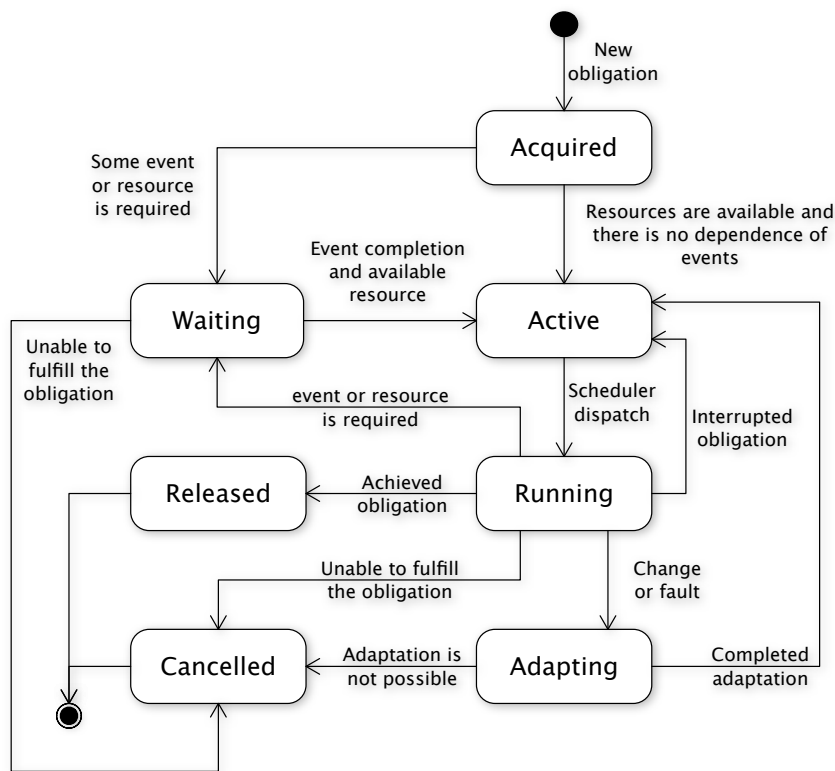 New
obligation
Acquired
Some event
or resource
is required
Resources are available and
there is no dependence of
events
Event completion
and available
resource
Waiting
Active
Unable to
fulfill the
obligation
Scheduler
dispatch
event or resource
is required
Interrupted
obligation
Released
Achieved
obligation
Running
Unable to fulfill
the obligation
Change
or fault
Cancelled
Adaptation is
not possible
Adapting
Completed
adaptation